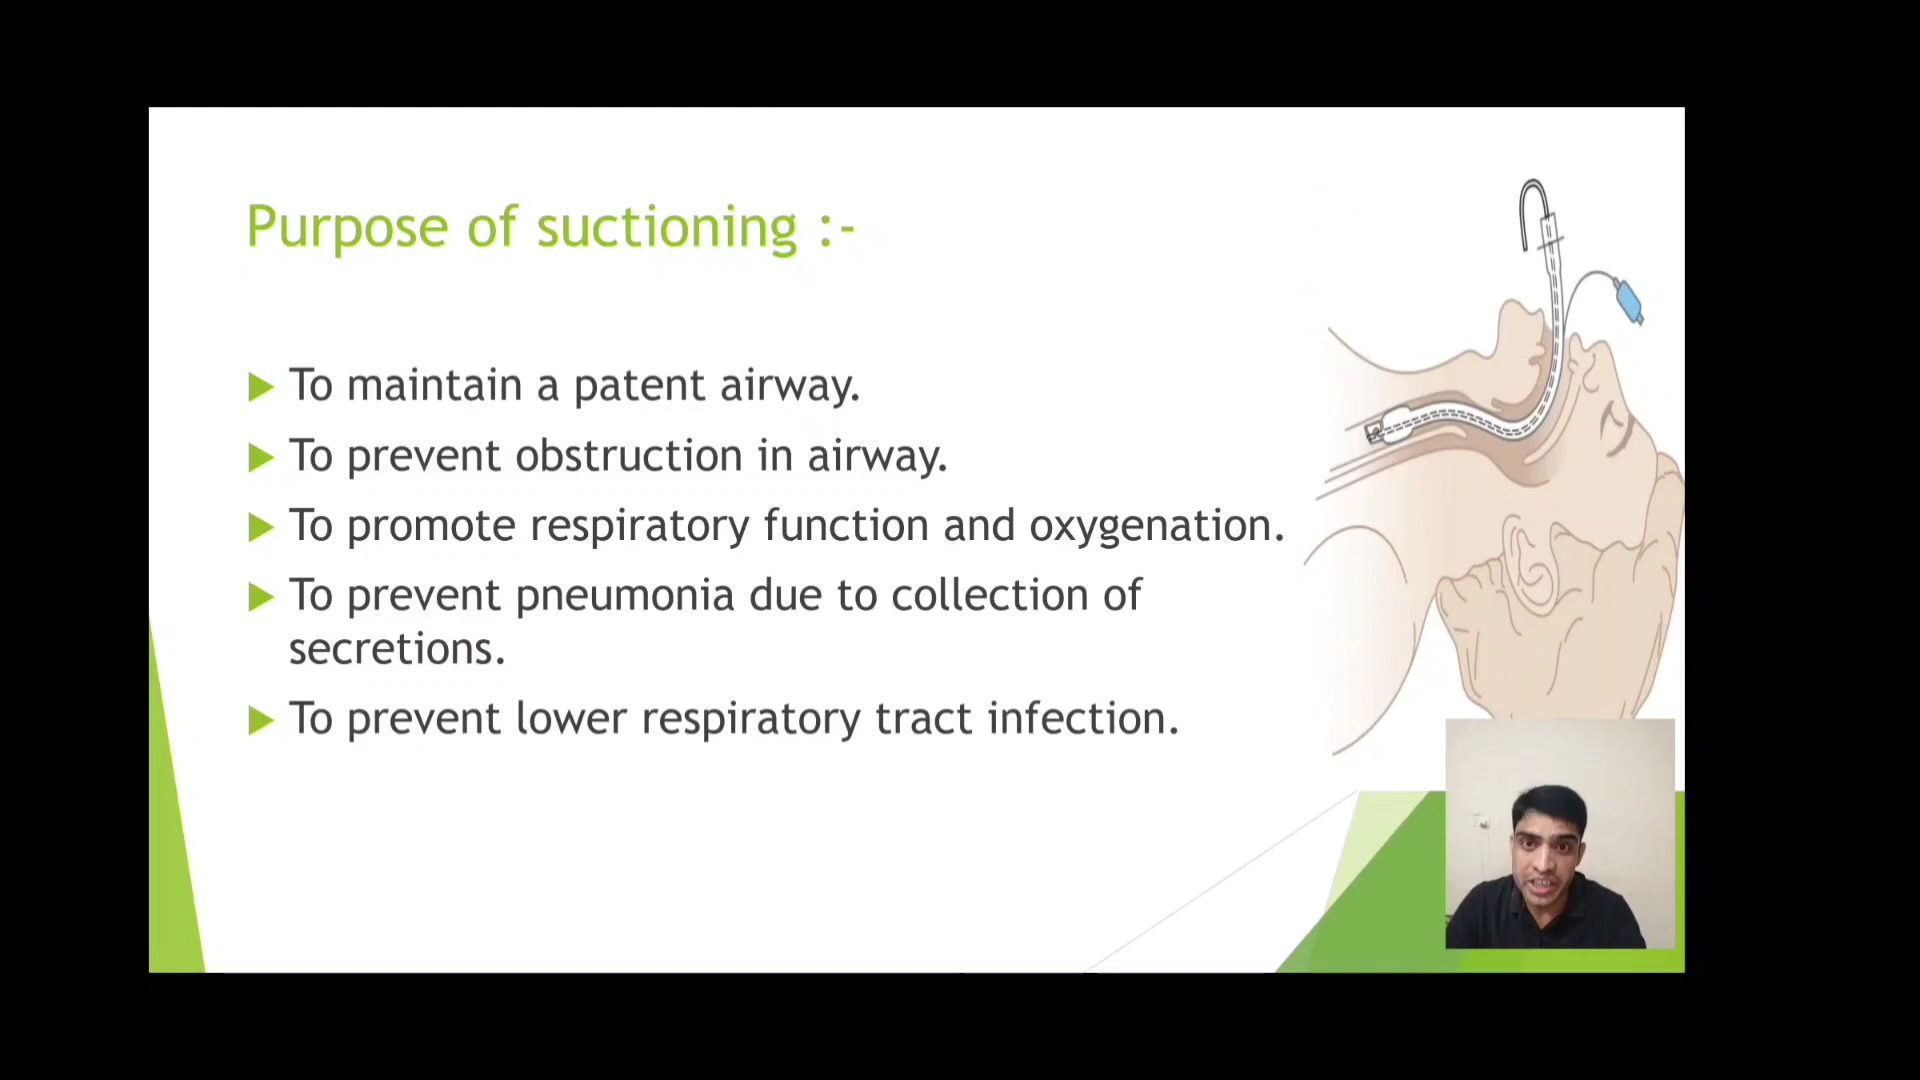 Purpose of suctioning :-
To maintain a patent airway.
To prevent obstruction in airway.
To promote respiratory function and oxygenation.
To prevent pneumonia due to collection of
secretions.
To prevent lower respiratory tract infection.